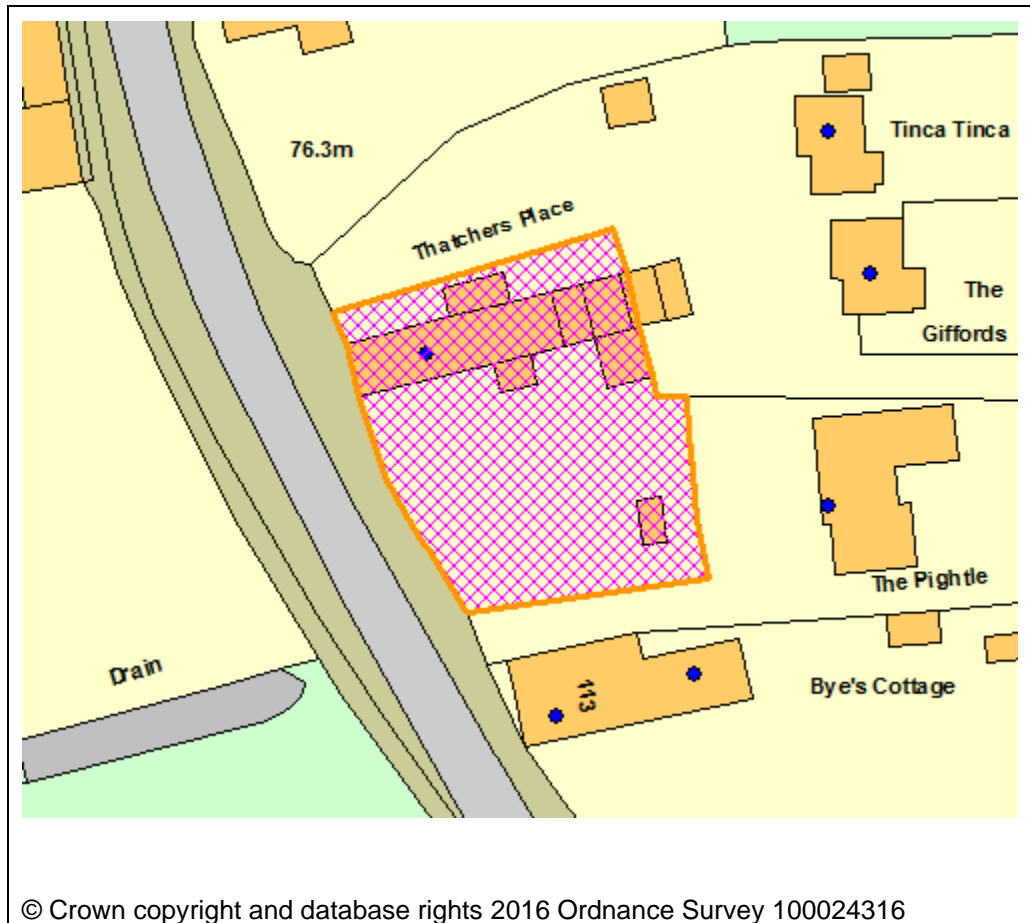 Tinca Tinca
76.3m
Thatchers Place
The
Giffords
The Pightle
Drain
Bye's Cottage
113
© Crown copyright and database rights 2016 Ordnance Survey 100024316